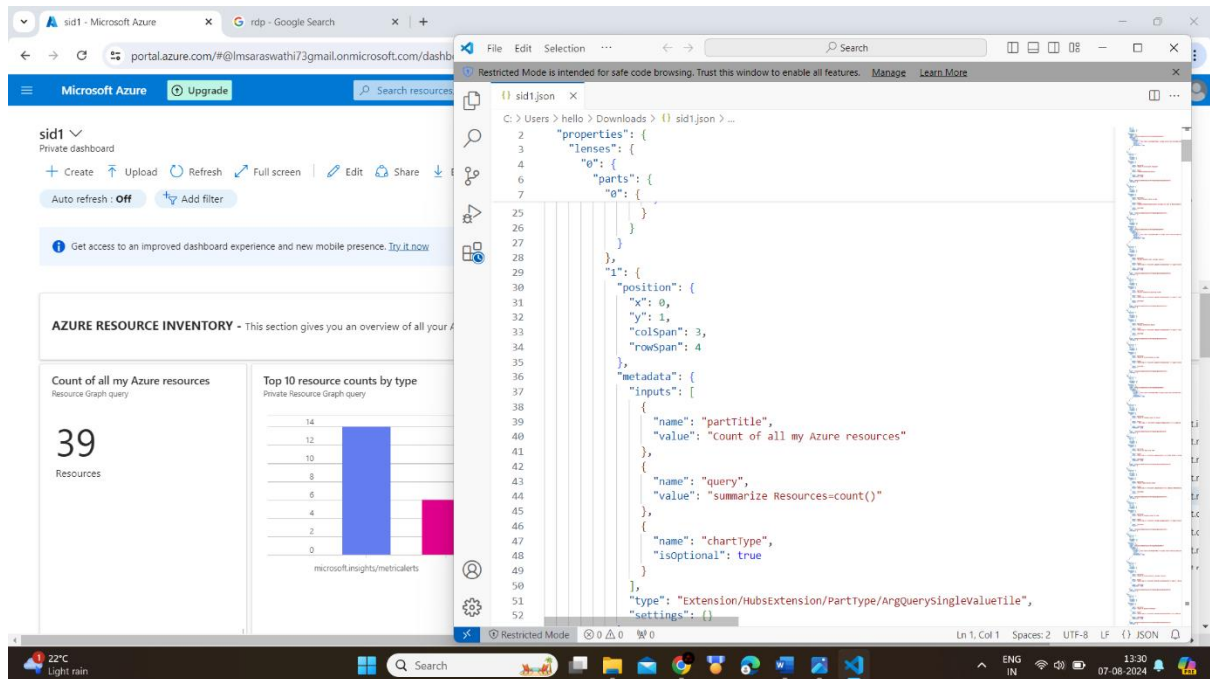 sid1 - Microsoft Azure
rdp - Google Search
portal.azure.com/#@lmsaraswathi73gmail.onmicrosoft.com/dashb
Microsoft Azure
Upgrade
Search resources
sid1
Private dashboard
Create
Upload
Refresh
Full screen
Edit
Share
Auto refresh : Off
Add filter
Get access to an improved dashboard experience and new mobile presence. Try it now
AZURE RESOURCE INVENTORY - This section gives you an overview of all your
Count of all my Azure resources
Resource Graph query
39
Resources
Top 10 resource counts by type
Private Resource Graph query
14
12
10
8
6
4
2
0
microsoft.insights/metricalerts
File Edit Selection ...
Search
Restricted Mode is intended for safe code browsing. Trust this window to enable all features. Manage Learn More
{} sid1.json
C: > Users > hello > Downloads > {} sid1.json > ...
2 "properties": {
3 "lenses": {
4 "0": {
6 "parts": {
7 "0": {
25 }
26 }
27 }
28 },
29 "1": {
30 "position": {
31 "x": 0,
32 "y": 1,
33 "colSpan": 3,
34 "rowSpan": 4
35 },
36 "metadata": {
37 "inputs": [
38 {
39 "name": "partTitle",
40 "value": "Count of all my Azure resources"
41 },
42 {
43 "name": "query",
44 "value": "summarize Resources=count()"
45 },
46 {
47 "name": "chartType",
48 "isOptional": true
49 }
50 ],
51 "type": "Extension/HubsExtension/PartType/ArgQuerySingleValueTile",
52 "settings": {}
Restricted Mode 0 0 0
Ln 1, Col 1 Spaces: 2 UTF-8 LF {} JSON
1
22°C
Light rain
Search
ENG
IN
13:30
07-08-2024